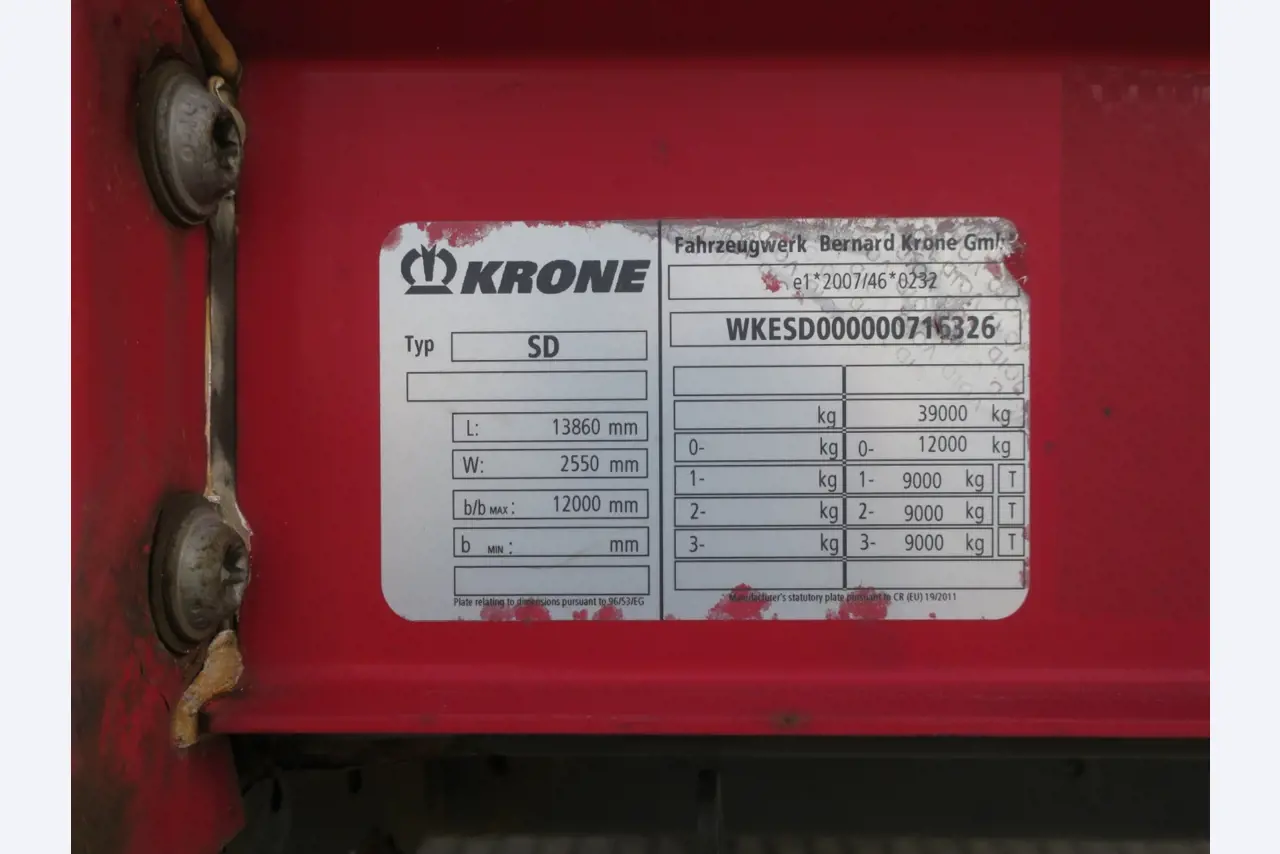 KRONE
Typ SD
L: 13860 mm
W: 2550 mm
b/b MAX : 12000 mm
b MIN : mm
Plate relating to dimensions pursuant to 96/53/EG
Fahrzeugwerk Bernard Krone Gmb
e1*2007/46*0232
WKESD000000716326
kg 39000 kg
0- kg 0- 12000 kg
1- kg 1- 9000 kg T
2- kg 2- 9000 kg T
3- kg 3- 9000 kg T
Manufacturer's statutory plate pursuant to CR (EU) 19/2011